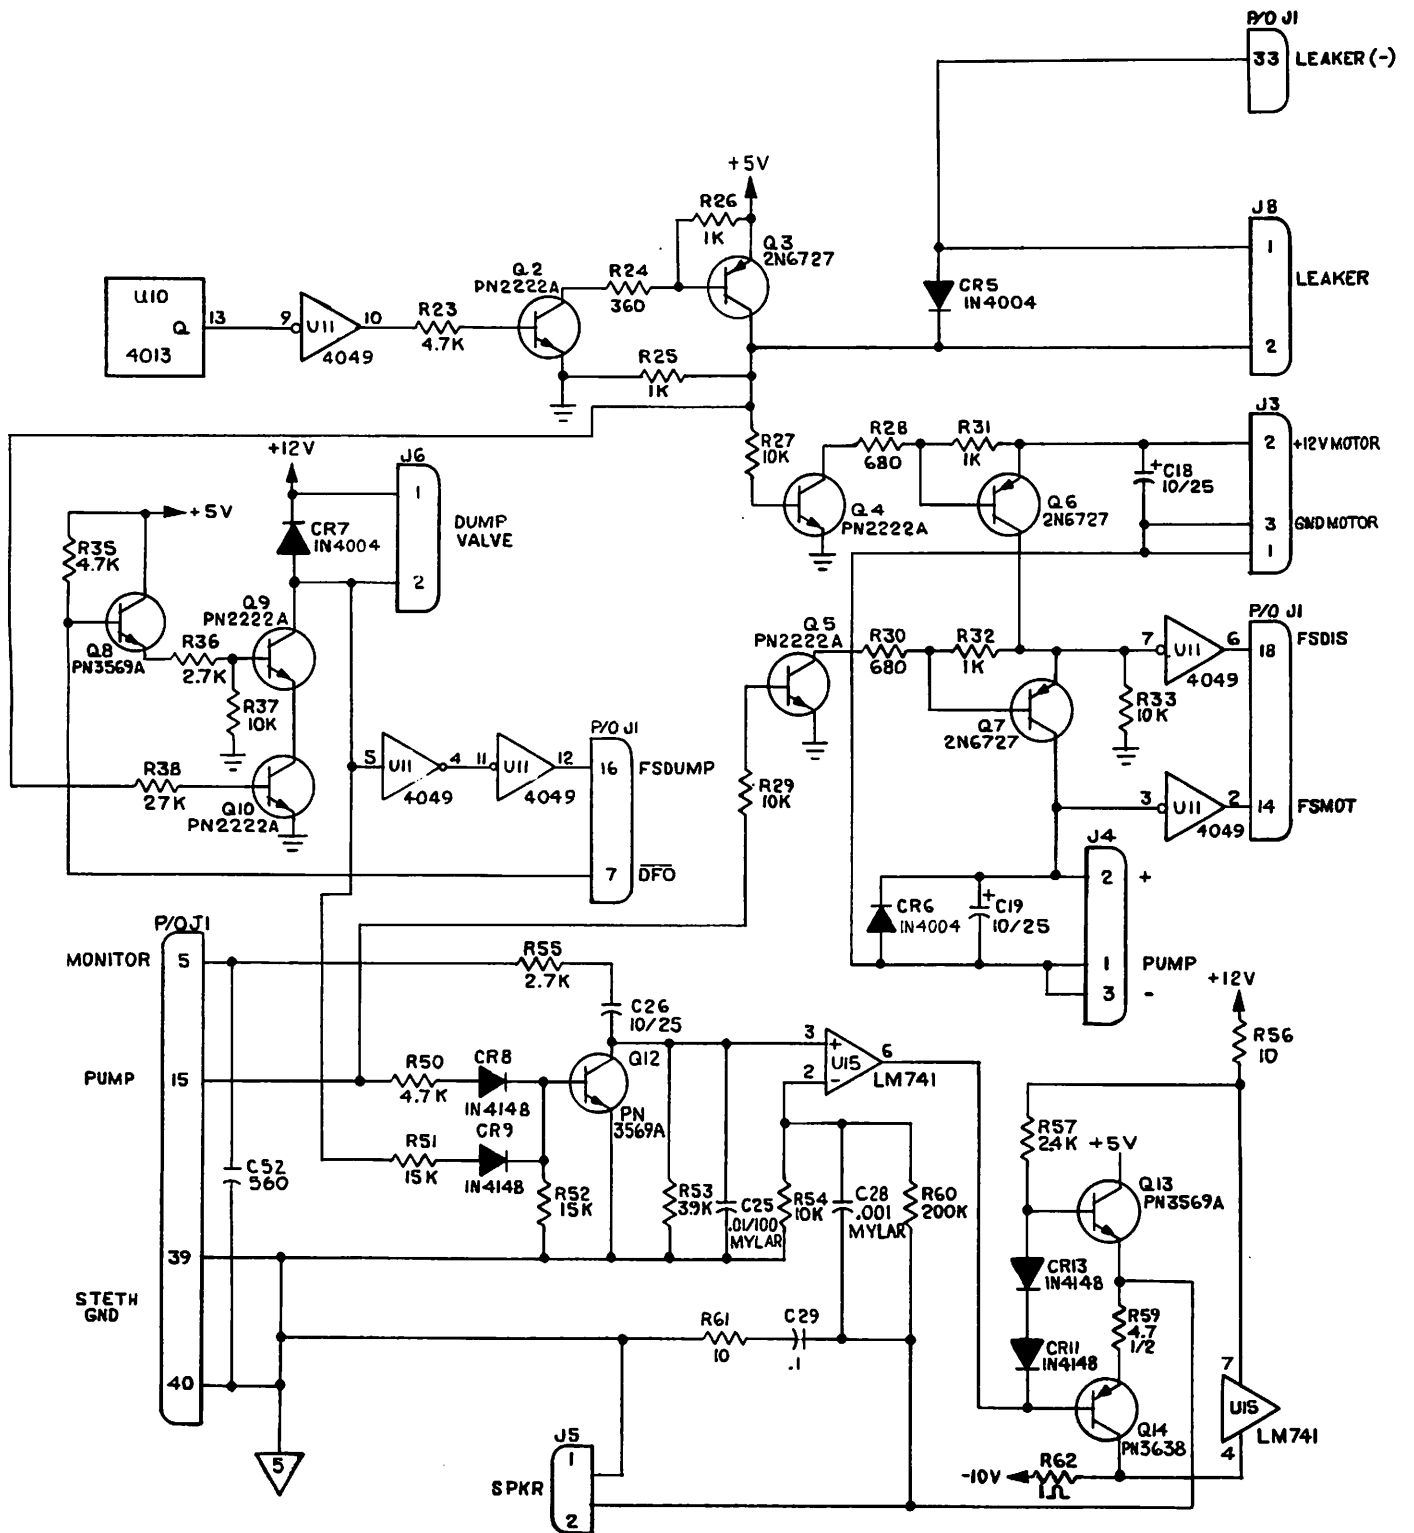 P/O J1
33 LEAKER (-)
+5V
R26
1K
Q3
2N6727
J8
1
LEAKER
2
U10
Q
4013
13
9
U11
10
4049
R23
4.7K
Q2
PN2222A
R24
360
R25
1K
CR5
1N4004
J3
2
+12V MOTOR
3
GND MOTOR
1
R27
10K
R28
680
R31
1K
C18
10/25
+
Q4
PN2222A
Q6
2N6727
+12V
J6
1
DUMP
VALVE
2
+5V
CR7
1N4004
R35
4.7K
Q9
PN2222A
Q8
PN3569A
R36
2.7K
R37
10K
R38
27K
Q10
PN2222A
5
U11
4
4049
11
U11
12
4049
P/O J1
16
FSDUMP
7
DFO
Q5
PN2222A
R30
680
R32
1K
7
U11
6
4049
P/O J1
18
FSDIS
Q7
2N6727
R33
10K
R29
10K
3
U11
2
4049
14
FSMOT
J4
2
+
CR6
1N4004
+
C19
10/25
1
PUMP
3
-
P/O J1
MONITOR
5
R55
2.7K
C26
10/25
PUMP
15
R50
4.7K
CR8
1N4148
Q12
PN
3569A
R51
15K
CR9
1N4148
R52
15K
C52
560
39
STETH
GND
40
5
R53
39K
C25
.01/100
MYLAR
R54
10K
C28
.001
MYLAR
R60
200K
3
+
U15
2
-
6
LM741
+12V
R56
10
R57
2.4K
+5V
Q13
PN3569A
CR13
1N4148
R59
4.7
1/2
CR11
1N4148
Q14
PN3638
7
U15
LM741
4
R61
10
C29
.1
-10V
R62
1Ω
J5
1
SPKR
2